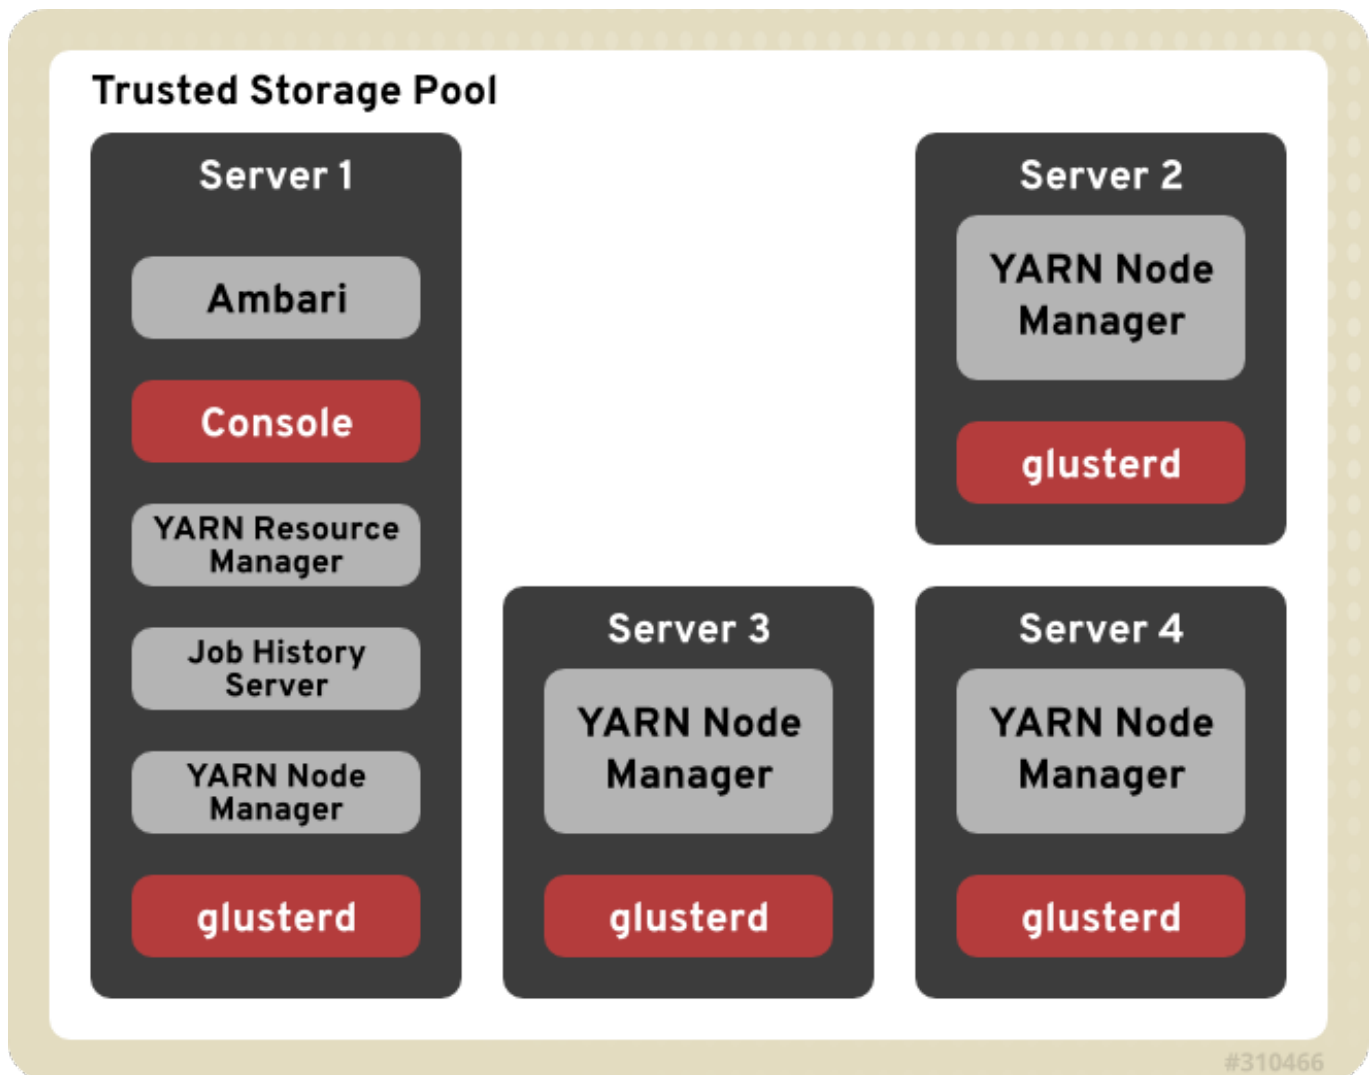 Trusted Storage Pool
Server 1
Ambari
Console
YARN Resource
Manager
Job History
Server
YARN Node
Manager
glusterd
Server 2
YARN Node
Manager
glusterd
Server 3
YARN Node
Manager
glusterd
Server 4
YARN Node
Manager
glusterd
#310466